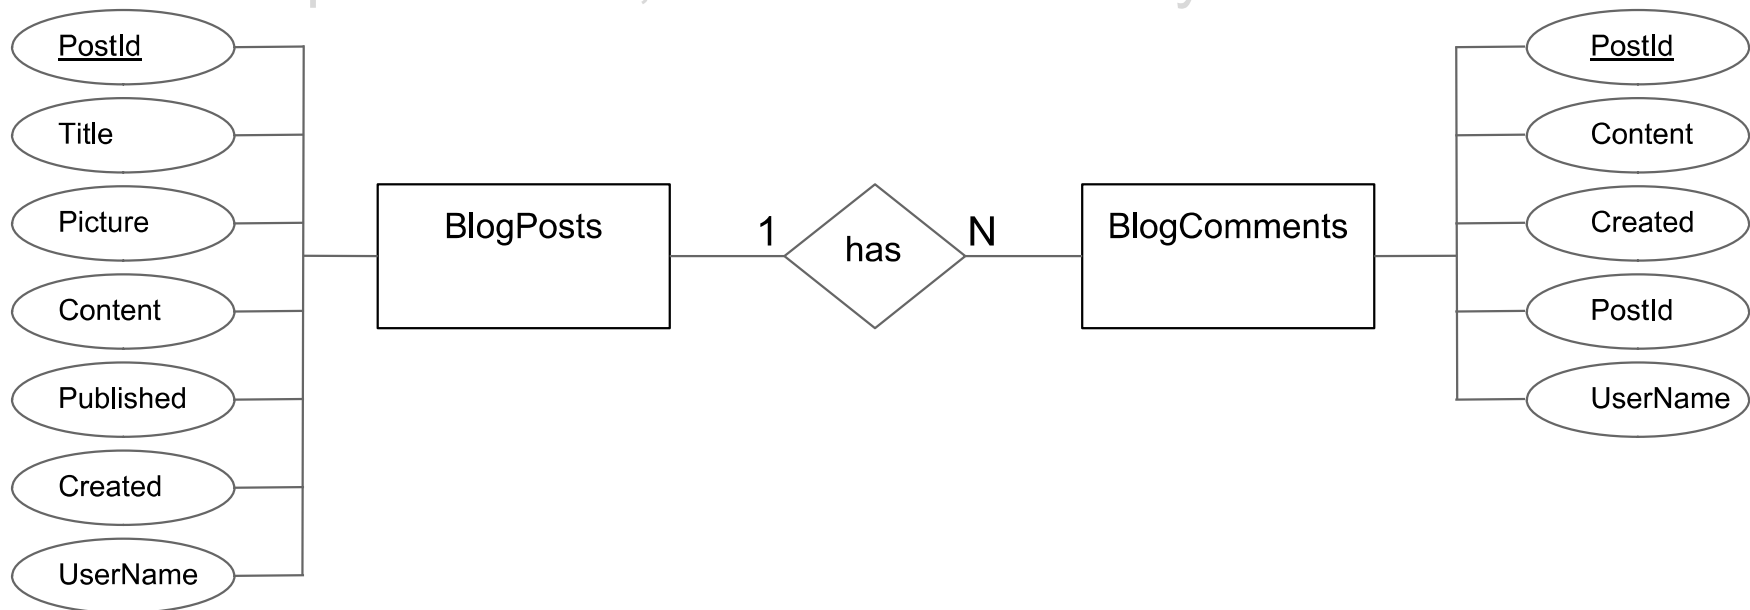 PostId
Title
Picture
Content
Published
Created
UserName
BlogPosts
1
has
N
BlogComments
PostId
Content
Created
PostId
UserName